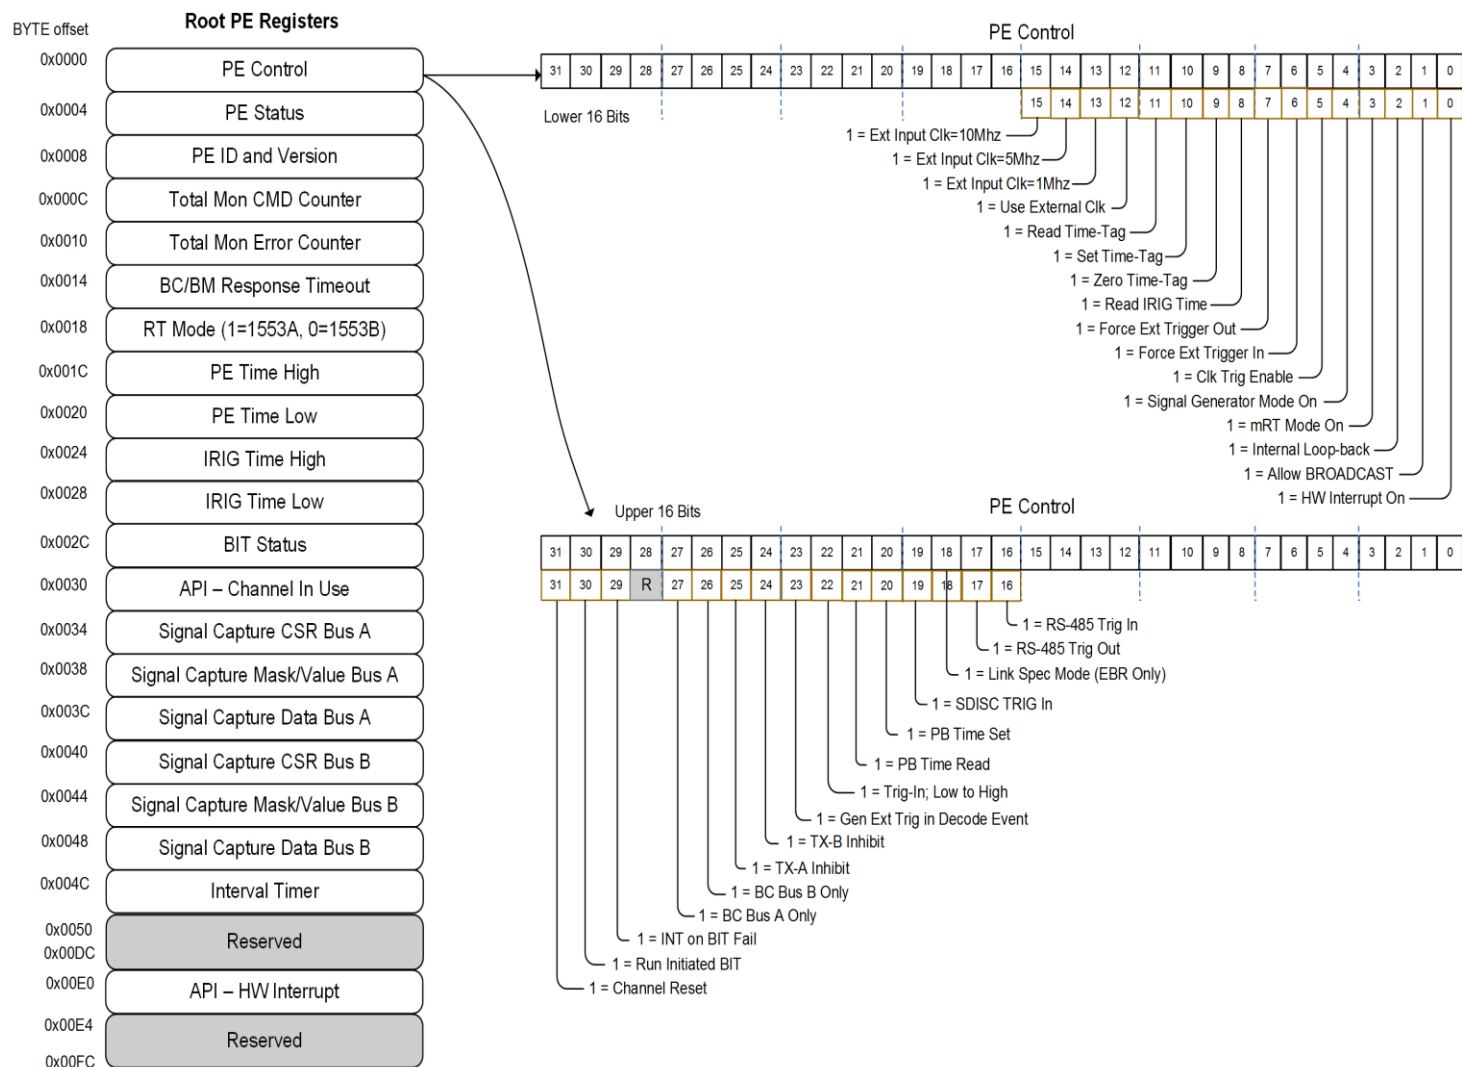 Root PE Registers
BYTE offset
0x0000
PE Control
0x0004
PE Status
0x0008
PE ID and Version
0x000C
Total Mon CMD Counter
0x0010
Total Mon Error Counter
0x0014
BC/BM Response Timeout
0x0018
RT Mode (1=1553A, 0=1553B)
0x001C
PE Time High
0x0020
PE Time Low
0x0024
IRIG Time High
0x0028
IRIG Time Low
0x002C
BIT Status
0x0030
API – Channel In Use
0x0034
Signal Capture CSR Bus A
0x0038
Signal Capture Mask/Value Bus A
0x003C
Signal Capture Data Bus A
0x0040
Signal Capture CSR Bus B
0x0044
Signal Capture Mask/Value Bus B
0x0048
Signal Capture Data Bus B
0x004C
Interval Timer
0x0050
Reserved
0x00DC
0x00E0
API – HW Interrupt
0x00E4
Reserved
0x00FC
PE Control
31 30 29 28 27 26 25 24 23 22 21 20 19 18 17 16 15 14 13 12 11 10 9 8 7 6 5 4 3 2 1 0
Lower 16 Bits
15 14 13 12 11 10 9 8 7 6 5 4 3 2 1 0
1 = Ext Input Clk=10Mhz
1 = Ext Input Clk=5Mhz
1 = Ext Input Clk=1Mhz
1 = Use External Clk
1 = Read Time-Tag
1 = Set Time-Tag
1 = Zero Time-Tag
1 = Read IRIG Time
1 = Force Ext Trigger Out
1 = Force Ext Trigger In
1 = Clk Trig Enable
1 = Signal Generator Mode On
1 = mRT Mode On
1 = Internal Loop-back
1 = Allow BROADCAST
1 = HW Interrupt On
Upper 16 Bits
PE Control
31 30 29 28 27 26 25 24 23 22 21 20 19 18 17 16 15 14 13 12 11 10 9 8 7 6 5 4 3 2 1 0
31 30 29 R 27 26 25 24 23 22 21 20 19 18 17 16
1 = RS-485 Trig In
1 = RS-485 Trig Out
1 = Link Spec Mode (EBR Only)
1 = SDISC TRIG In
1 = PB Time Set
1 = PB Time Read
1 = Trig-In; Low to High
1 = Gen Ext Trig in Decode Event
1 = TX-B Inhibit
1 = TX-A Inhibit
1 = BC Bus B Only
1 = BC Bus A Only
1 = INT on BIT Fail
1 = Run Initiated BIT
1 = Channel Reset